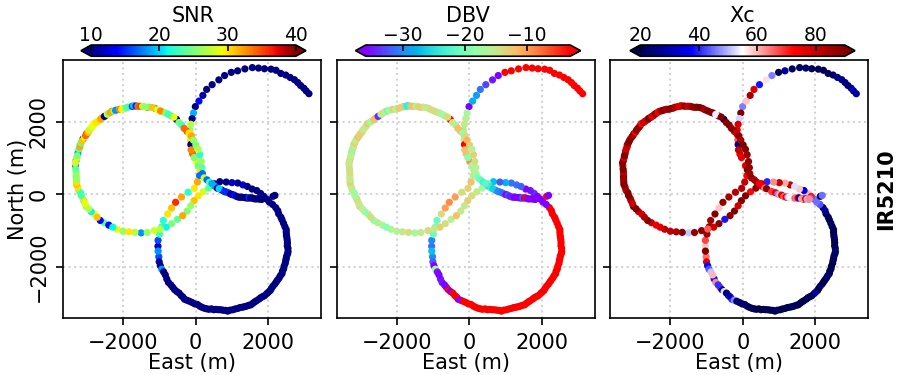 SNR DBV Xc
10 20 30 40 −30 −20 −10 20 40 60 80
2000
0
−2000
North (m)
−2000 0 2000 −2000 0 2000 −2000 0 2000
East (m) East (m) East (m)
IR5210